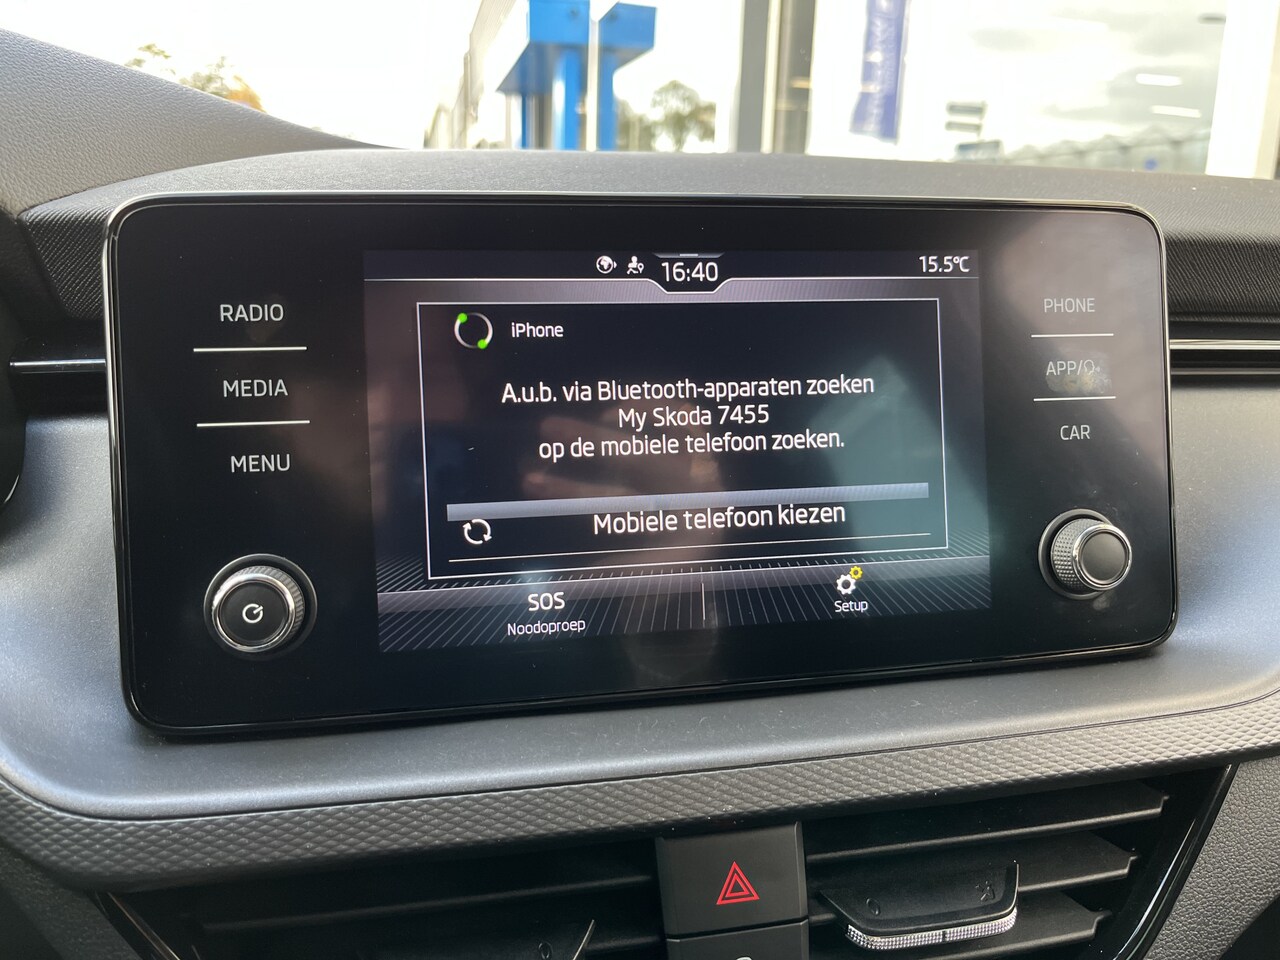 16:40
15.5°C
RADIO
MEDIA
MENU
iPhone
A.u.b. via Bluetooth-apparaten zoeken
My Skoda 7455
op de mobiele telefoon zoeken.
Mobiele telefoon kiezen
SOS
Noodoproep
Setup
PHONE
APP/
CAR